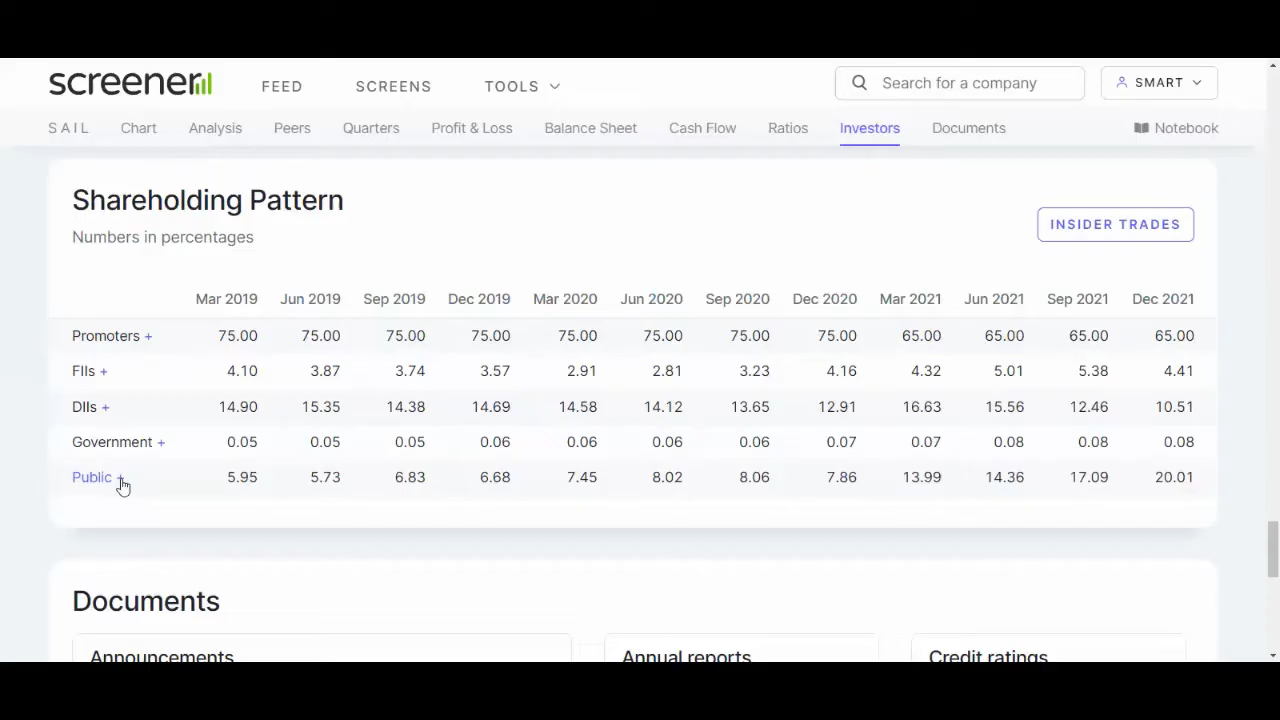 screener FEED SCREENS TOOLS Search for a company SMART
SAIL Chart Analysis Peers Quarters Profit & Loss Balance Sheet Cash Flow Ratios Investors Documents Notebook
Shareholding Pattern
Numbers in percentages
INSIDER TRADES
Mar 2019 Jun 2019 Sep 2019 Dec 2019 Mar 2020 Jun 2020 Sep 2020 Dec 2020 Mar 2021 Jun 2021 Sep 2021 Dec 2021
Promoters + 75.00 75.00 75.00 75.00 75.00 75.00 75.00 75.00 65.00 65.00 65.00 65.00
FIIs + 4.10 3.87 3.74 3.57 2.91 2.81 3.23 4.16 4.32 5.01 5.38 4.41
DIIs + 14.90 15.35 14.38 14.69 14.58 14.12 13.65 12.91 16.63 15.56 12.46 10.51
Government + 0.05 0.05 0.05 0.06 0.06 0.06 0.06 0.07 0.07 0.08 0.08 0.08
Public + 5.95 5.73 6.83 6.68 7.45 8.02 8.06 7.86 13.99 14.36 17.09 20.01
Documents
Announcements Annual reports Credit ratings